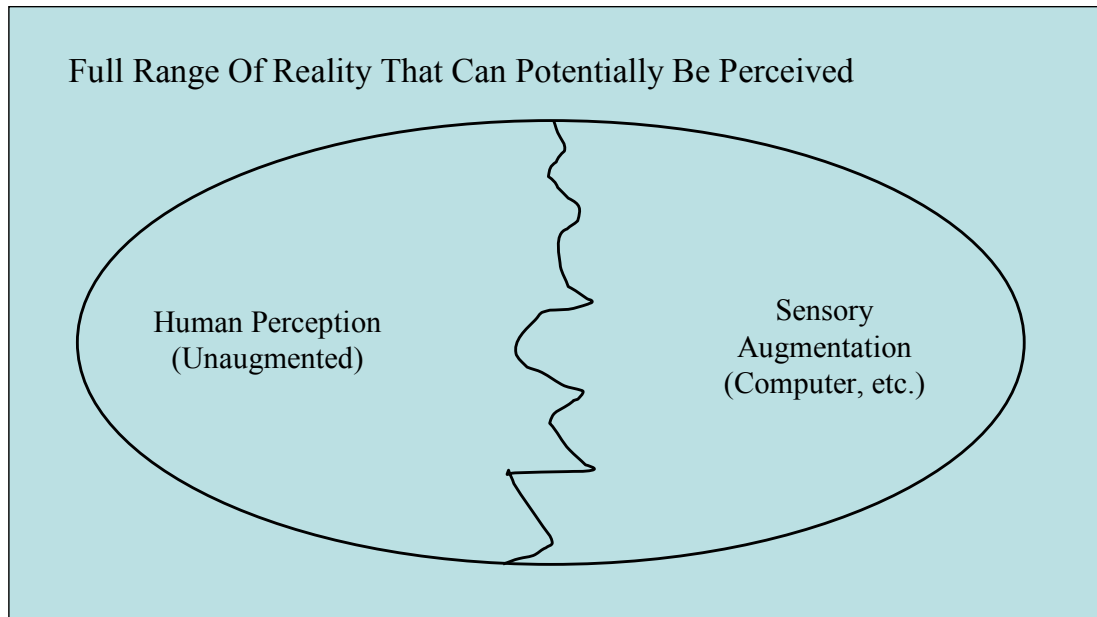 Full Range Of Reality That Can Potentially Be Perceived
Human Perception
(Unaugmented)
Sensory
Augmentation
(Computer, etc.)